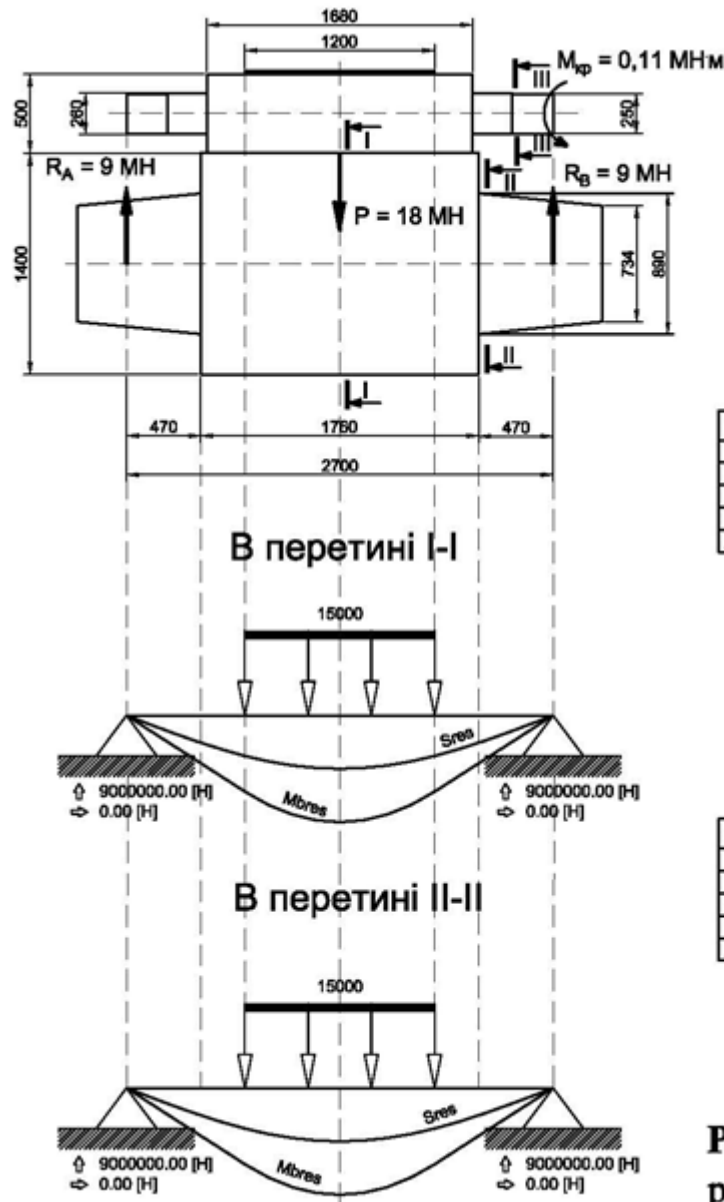 1680
1200
Mкр = 0,11 МН·м
III
500
260
250
I
III
RA = 9 МН
II
RB = 9 МН
P = 18 МН
1400
734
890
II
I
470
1760
470
2700
В перетині I-I
15000
Sres
Mbres
9000000.00 [H]
0.00 [H]
9000000.00 [H]
0.00 [H]
В перетині II-II
15000
Sres
Mbres
9000000.00 [H]
0.00 [H]
9000000.00 [H]
0.00 [H]